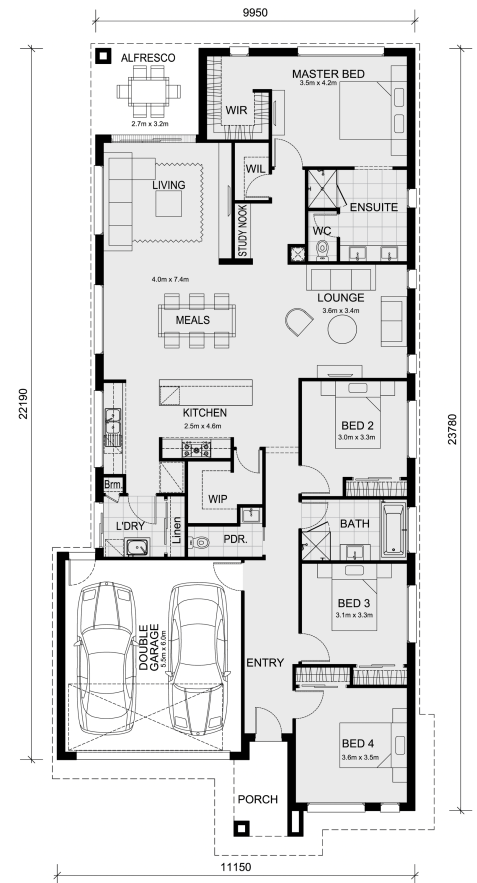 9950
ALFRESCO
2.7m x 3.2m
MASTER BED
3.5m x 4.2m
WIR
LIVING
WIL
STUDY NOOK
ENSUITE
WC
4.0m x 7.4m
LOUNGE
3.6m x 3.4m
MEALS
KITCHEN
2.5m x 4.6m
BED 2
3.0m x 3.3m
22190
23780
Brm.
WIP
L'DRY
Linen
PDR.
BATH
DOUBLE
GARAGE
5.5m x 6.0m
BED 3
3.1m x 3.3m
ENTRY
BED 4
3.6m x 3.5m
PORCH
11150